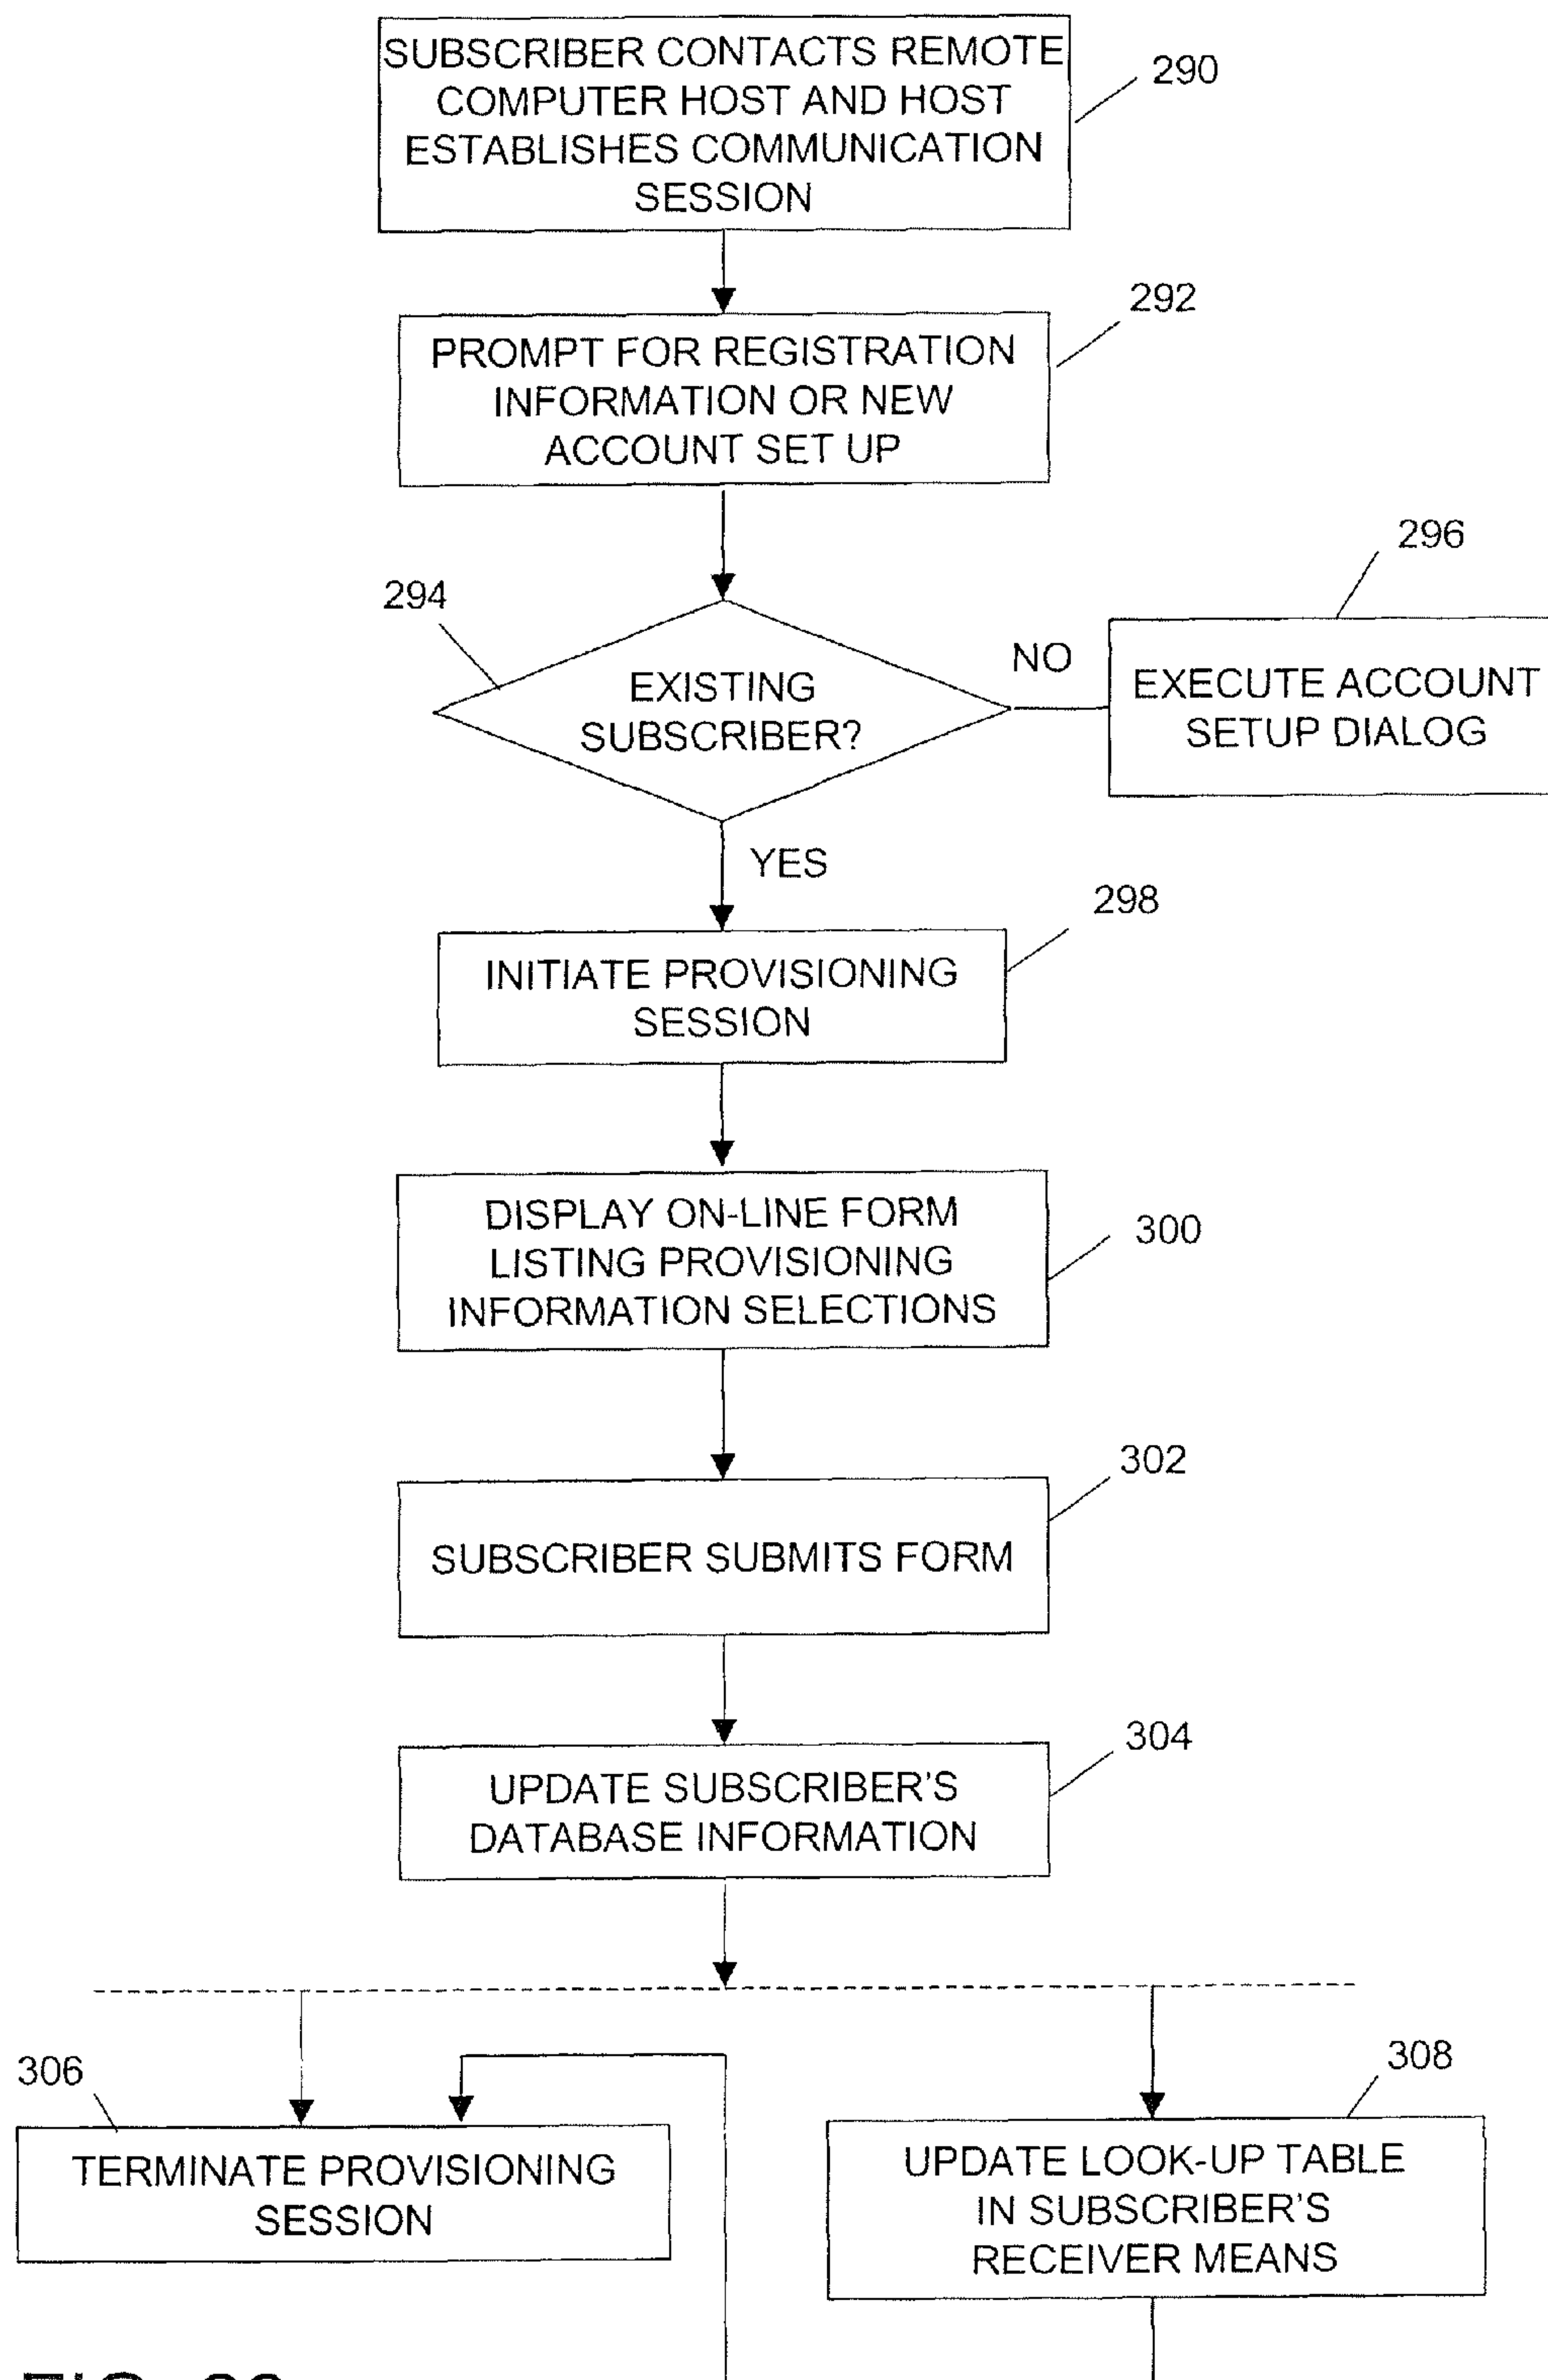 SUBSCRIBER CONTACTS REMOTE
COMPUTER HOST AND HOST
ESTABLISHES COMMUNICATION
SESSION
290
292
PROMPT FOR REGISTRATION
INFORMATION OR NEW
ACCOUNT SET UP
296
294
EXISTING
SUBSCRIBER?
NO
EXECUTE ACCOUNT
SETUP DIALOG
YES
298
INITIATE PROVISIONING
SESSION
DISPLAY ON-LINE FORM
LISTING PROVISIONING
INFORMATION SELECTIONS
300
302
SUBSCRIBER SUBMITS FORM
304
UPDATE SUBSCRIBER'S
DATABASE INFORMATION
306
308
TERMINATE PROVISIONING
SESSION
UPDATE LOOK-UP TABLE
IN SUBSCRIBER'S
RECEIVER MEANS